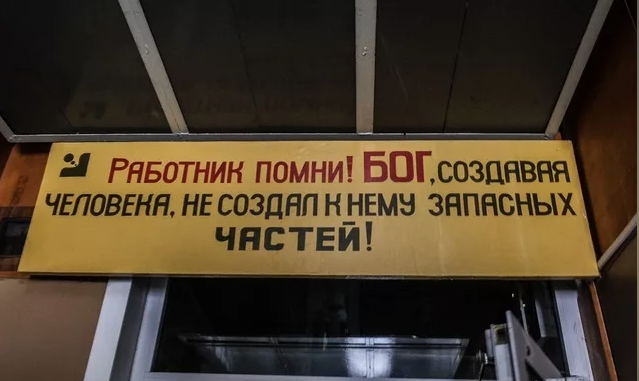 РАБОТНИК ПОМНИ! БОГ, СОЗДАВАЯ
ЧЕЛОВЕКА, НЕ СОЗДАЛ К НЕМУ ЗАПАСНЫХ
ЧАСТЕЙ!